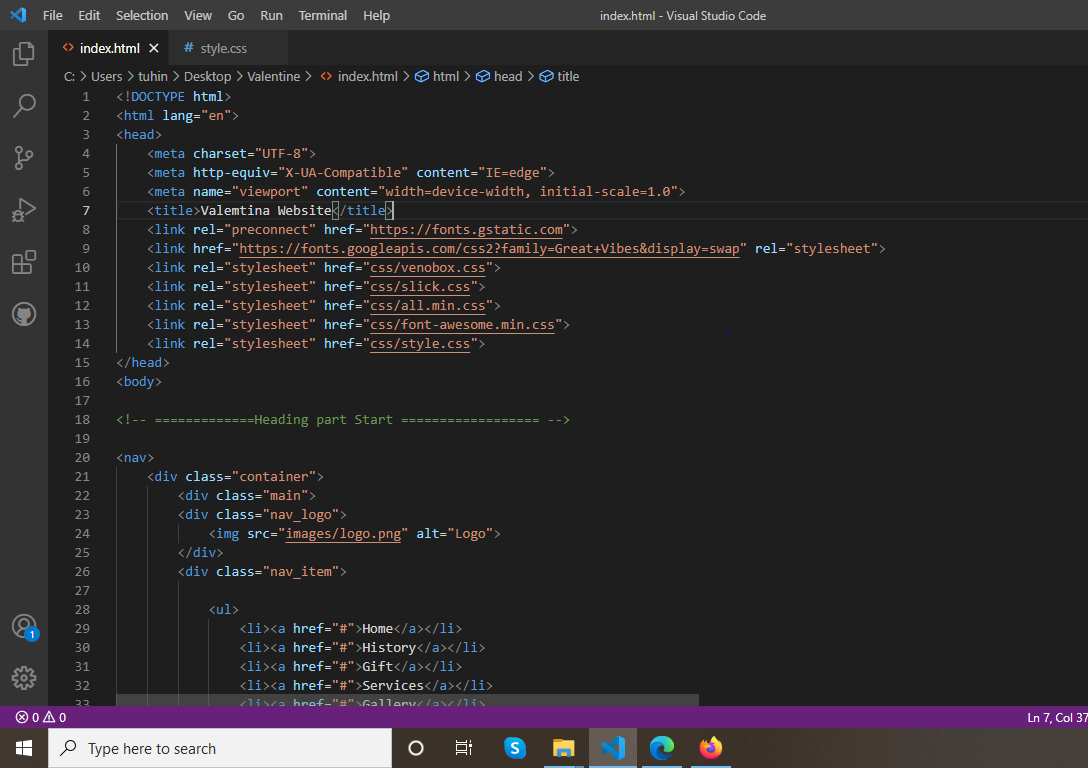 File Edit Selection View Go Run Terminal Help index.html - Visual Studio Code
index.html style.css
C: > Users > tuhin > Desktop > Valentine > index.html > html > head > title
1 <!DOCTYPE html>
2 <html lang="en">
3 <head>
4 <meta charset="UTF-8">
5 <meta http-equiv="X-UA-Compatible" content="IE=edge">
6 <meta name="viewport" content="width=device-width, initial-scale=1.0">
7 <title>Valemtina Website</title>
8 <link rel="preconnect" href="https://fonts.gstatic.com">
9 <link href="https://fonts.googleapis.com/css2?family=Great+Vibes&display=swap" rel="stylesheet">
10 <link rel="stylesheet" href="css/venobox.css">
11 <link rel="stylesheet" href="css/slick.css">
12 <link rel="stylesheet" href="css/all.min.css">
13 <link rel="stylesheet" href="css/font-awesome.min.css">
14 <link rel="stylesheet" href="css/style.css">
15 </head>
16 <body>
17
18 <!-- =============Heading part Start ================== -->
19
20 <nav>
21 <div class="container">
22 <div class="main">
23 <div class="nav_logo">
24 <img src="images/logo.png" alt="Logo">
25 </div>
26 <div class="nav_item">
27
28 <ul>
29 <li><a href="#">Home</a></li>
30 <li><a href="#">History</a></li>
31 <li><a href="#">Gift</a></li>
32 <li><a href="#">Services</a></li>
33 <li><a href="#">Gallery</a></li>
1
0 0 Ln 7, Col 37
Type here to search